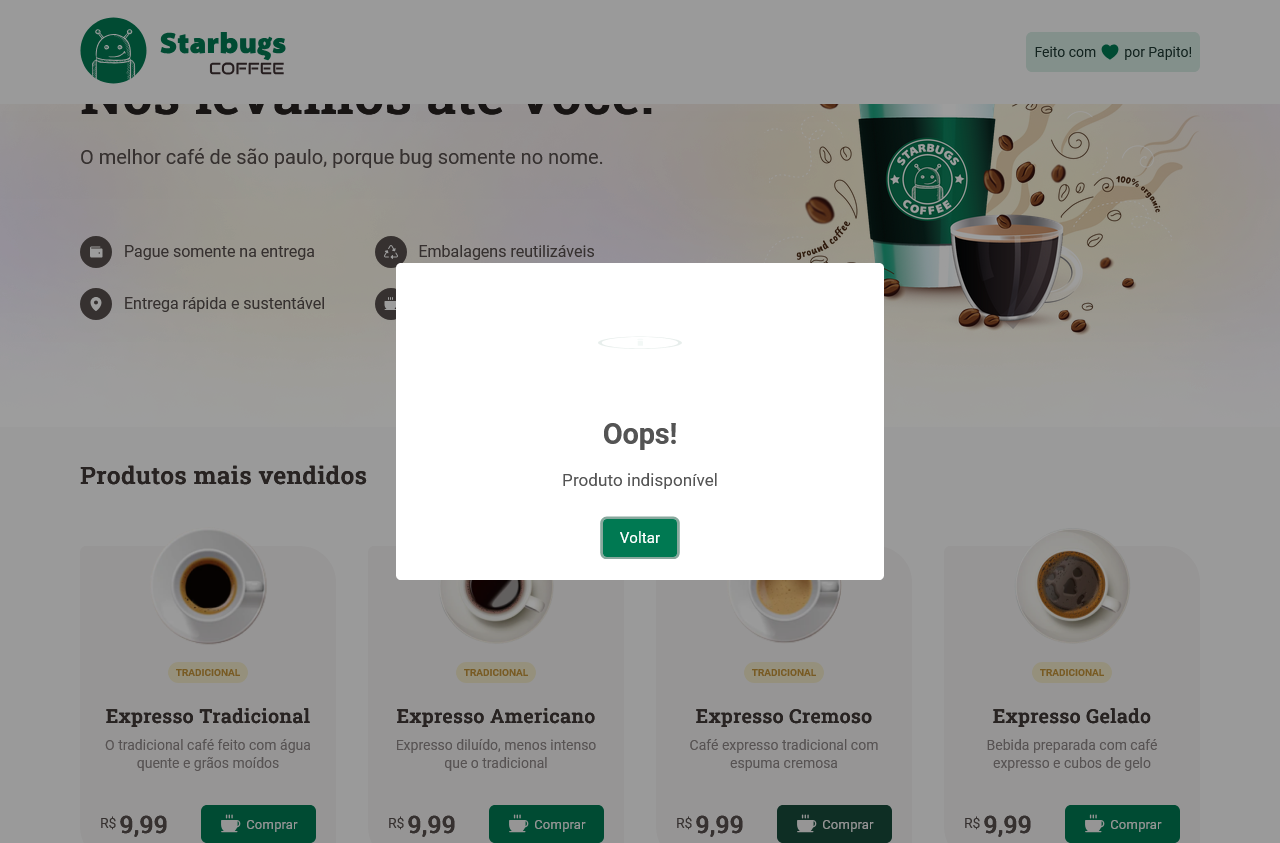 Starbugs
COFFEE
Feito com por Papito!
Nós levamos até você!
O melhor café de são paulo, porque bug somente no nome.
STARBUGS
COFFEE
100% organic
ground coffee
Pague somente na entrega
Embalagens reutilizáveis
Entrega rápida e sustentável
Oops!
Produto indisponível
Voltar
Produtos mais vendidos
TRADICIONAL
TRADICIONAL
TRADICIONAL
TRADICIONAL
Expresso Tradicional
Expresso Americano
Expresso Cremoso
Expresso Gelado
O tradicional café feito com água
quente e grãos moídos
Expresso diluído, menos intenso
que o tradicional
Café expresso tradicional com
espuma cremosa
Bebida preparada com café
expresso e cubos de gelo
R$ 9,99
Comprar
R$ 9,99
Comprar
R$ 9,99
Comprar
R$ 9,99
Comprar